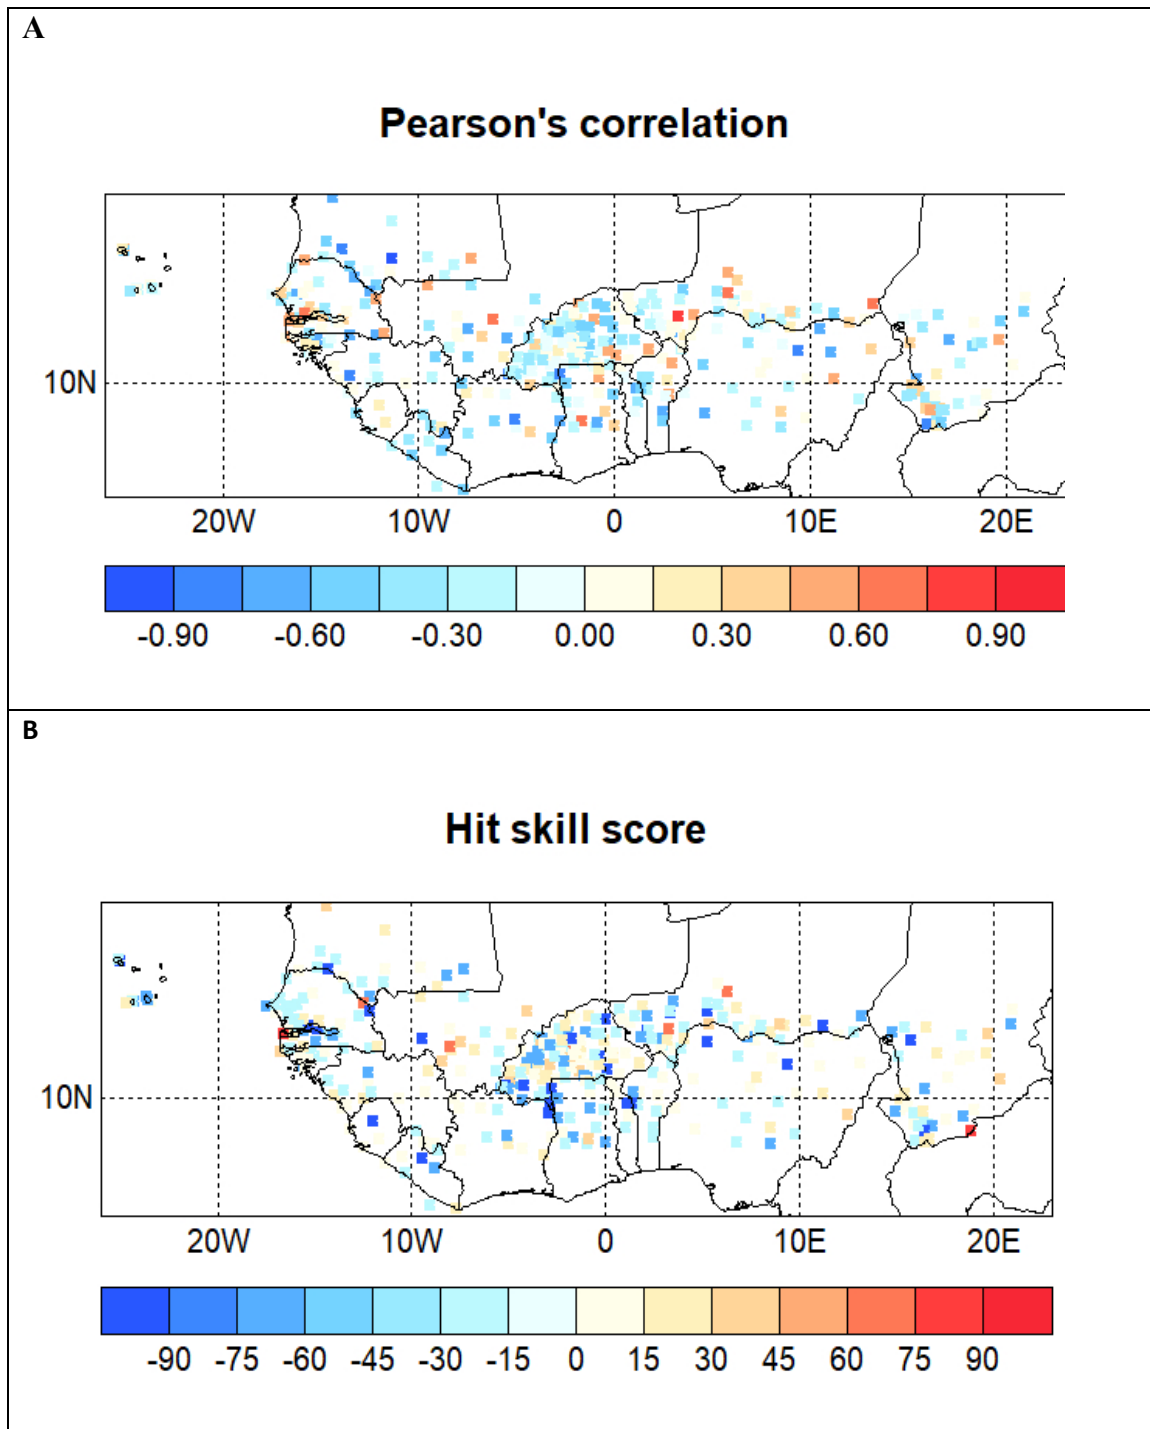 A
Pearson's correlation
10N
20W 10W 0 10E 20E
-0.90 -0.60 -0.30 0.00 0.30 0.60 0.90
B
Hit skill score
10N
20W 10W 0 10E 20E
-90 -75 -60 -45 -30 -15 0 15 30 45 60 75 90